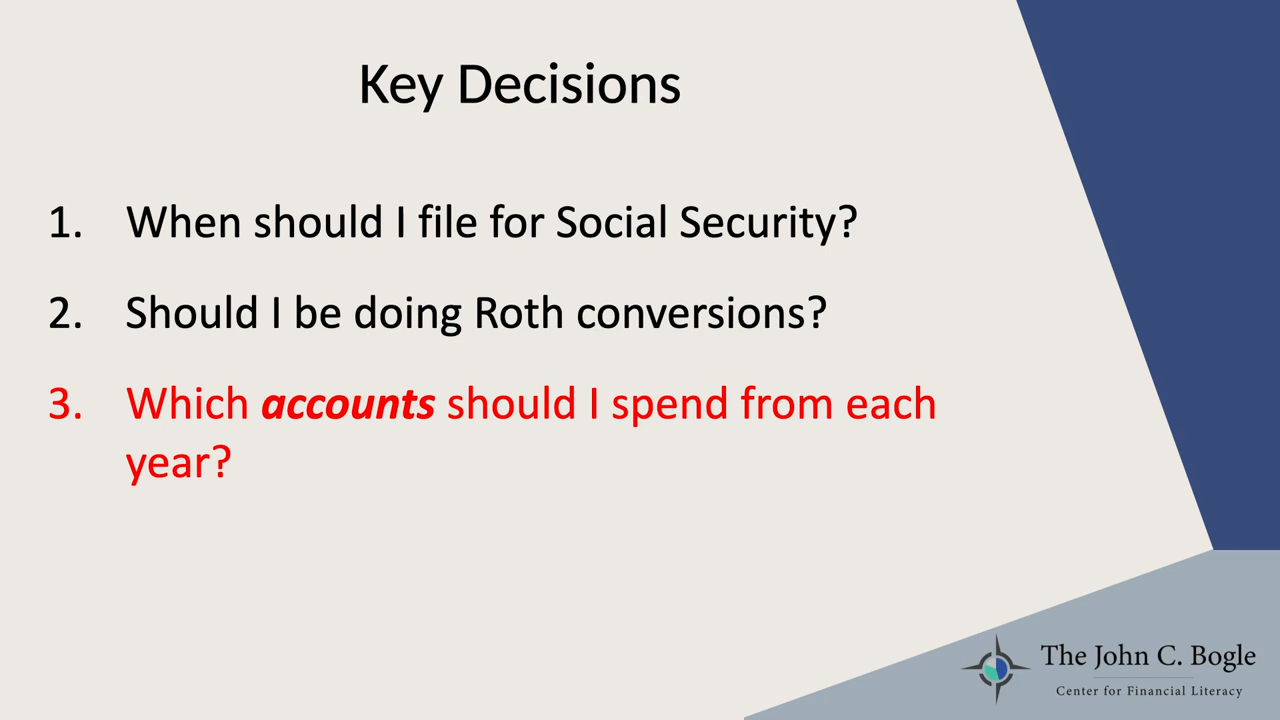 Key Decisions
1. When should I file for Social Security?
2. Should I be doing Roth conversions?
3. Which accounts should I spend from each
year?
The John C. Bogle
Center for Financial Literacy